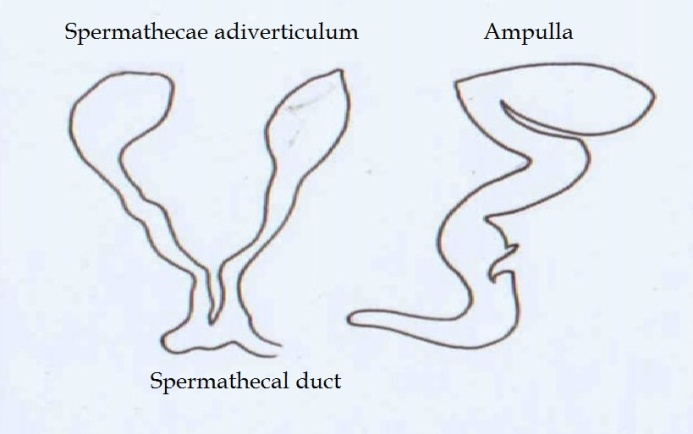 Spermathecae adiverticulum
Ampulla
Spermathecal duct